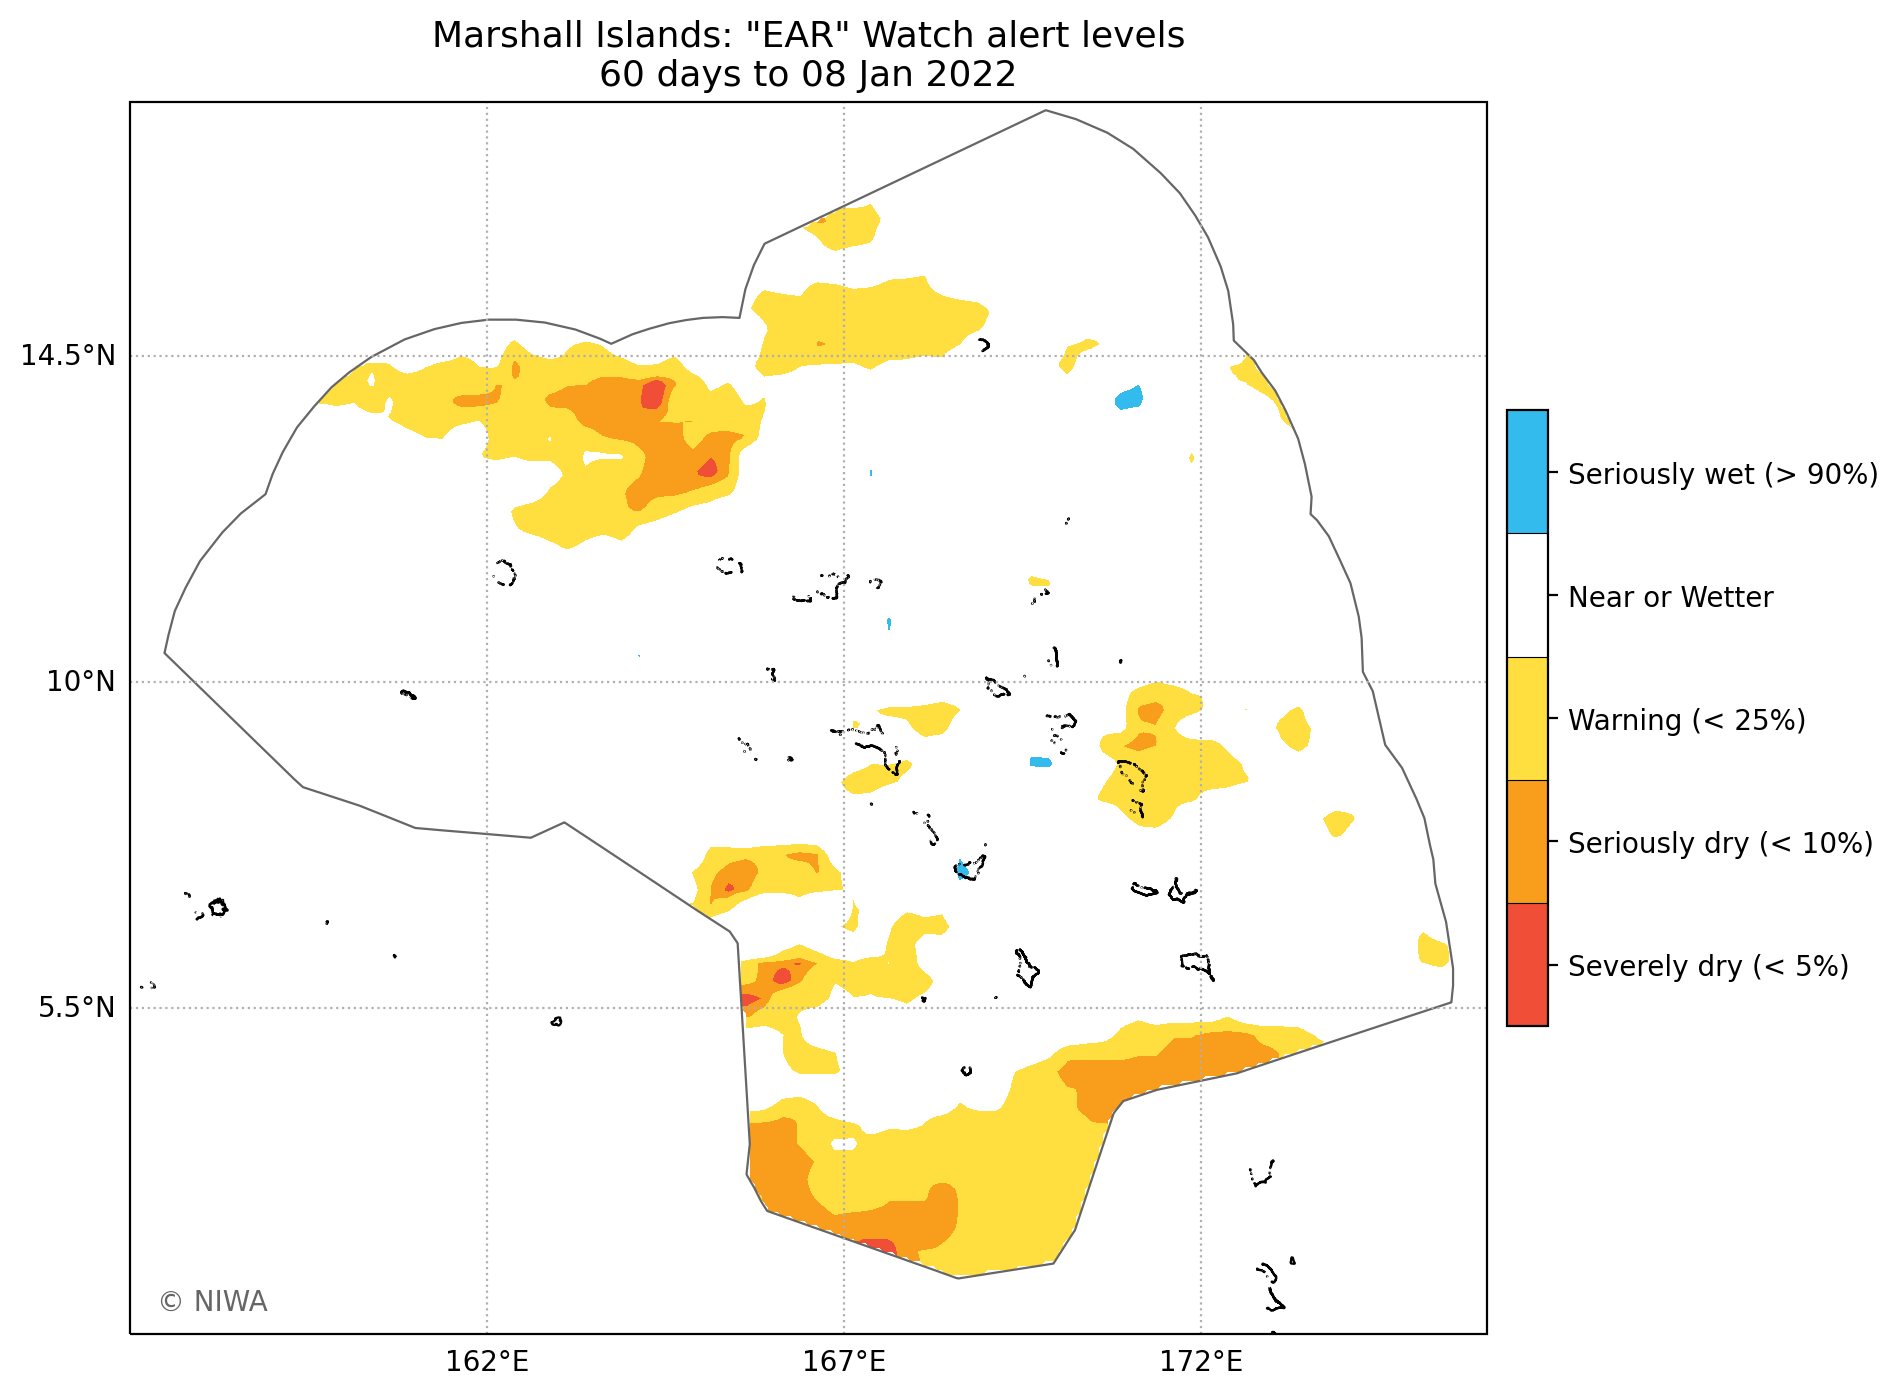 Marshall Islands: "EAR" Watch alert levels
60 days to 08 Jan 2022
14.5°N
10°N
5.5°N
162°E
167°E
172°E
Seriously wet (> 90%)
Near or Wetter
Warning (< 25%)
Seriously dry (< 10%)
Severely dry (< 5%)
© NIWA